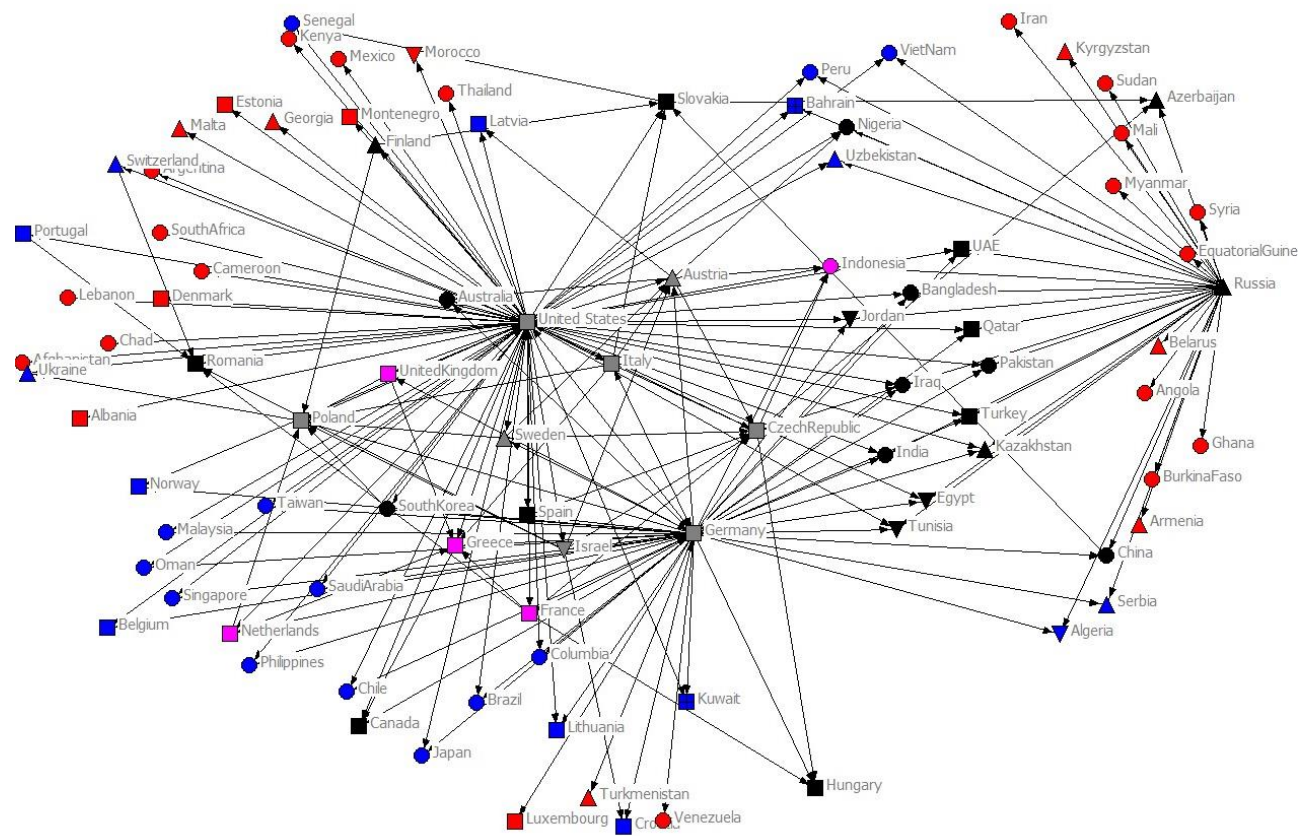 Senegal
Iran
Kenya
Morocco
VietNam
Kyrgyzstan
Mexico
Peru
Sudan
Thailand
Slovakia
Azerbaijan
Estonia
Bahrain
Montenegro
Latvia
Nigeria
Mali
Georgia
Malta
Finland
Uzbekistan
Switzerland
Argentina
Myanmar
Syria
Portugal
SouthAfrica
UAE
EquatorialGuine
Cameroon
Austria
Indonesia
Russia
Lebanon
Denmark
Australia
Bangladesh
United States
Jordan
Qatar
Chad
Belarus
Afghanistan
Romania
Italy
Pakistan
Ukraine
UnitedKingdom
Iraq
Angola
Albania
Poland
Turkey
CzechRepublic
Sweden
Kazakhstan
Ghana
India
Norway
BurkinaFaso
Taiwan
SouthKorea
Spain
Egypt
Malaysia
Germany
Tunisia
Armenia
Greece
Israel
China
Oman
Singapore
SaudiArabia
Serbia
Belgium
Netherlands
France
Algeria
Philippines
Columbia
Chile
Brazil
Kuwait
Canada
Lithuania
Japan
Hungary
Turkmenistan
Luxembourg
Venezuela